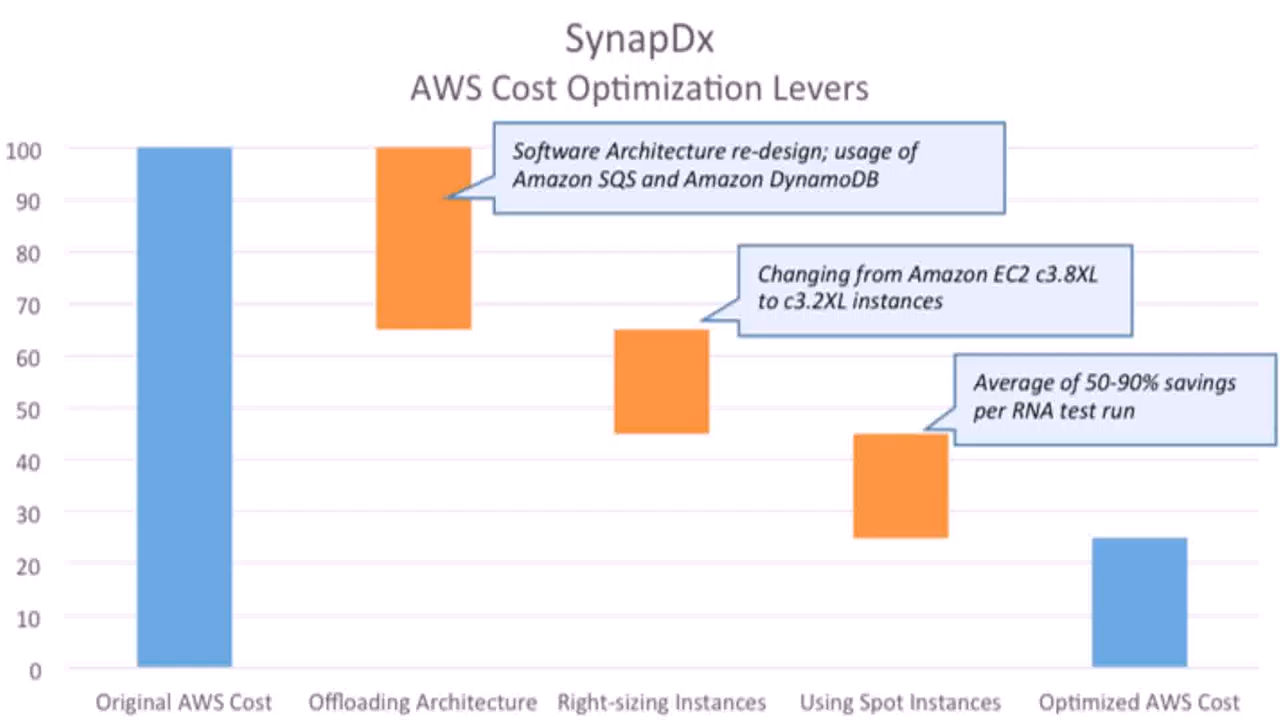 SynapDx
AWS Cost Optimization Levers
100
90
80
70
60
50
40
30
20
10
0
Software Architecture re-design; usage of
Amazon SQS and Amazon DynamoDB
Changing from Amazon EC2 c3.8XL
to c3.2XL instances
Average of 50-90% savings
per RNA test run
Original AWS Cost
Offloading Architecture
Right-sizing Instances
Using Spot Instances
Optimized AWS Cost